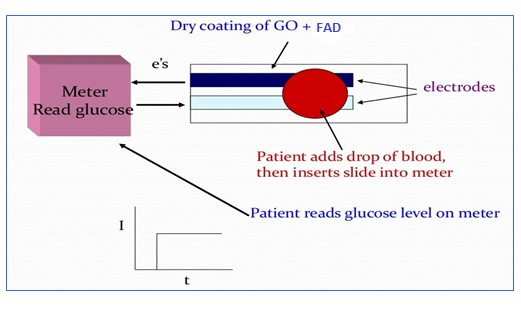 Dry coating of GO + FAD
e's
Meter
Read glucose
electrodes
Patient adds drop of blood,
then inserts slide into meter
Patient reads glucose level on meter
I
t